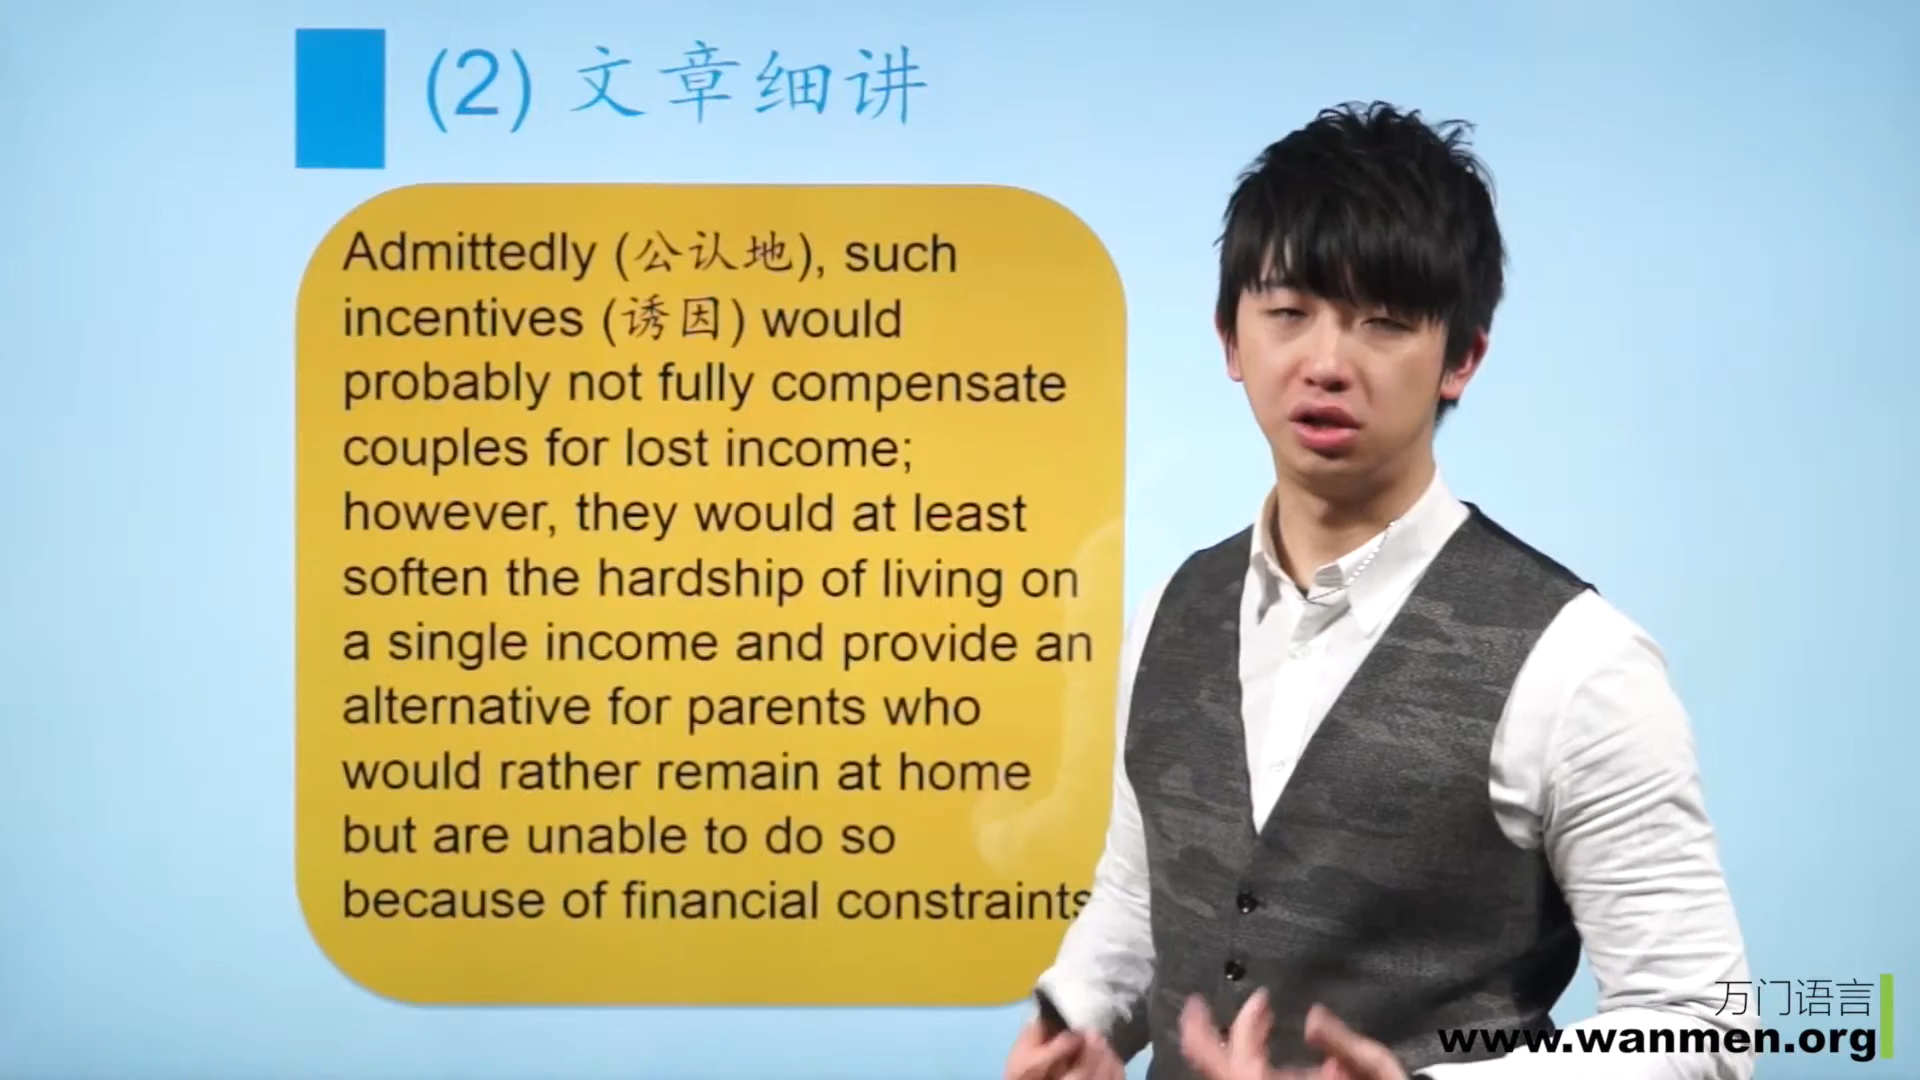 (2) 文章细讲
Admittedly (公认地), such
incentives (诱因) would
probably not fully compensate
couples for lost income;
however, they would at least
soften the hardship of living on
a single income and provide an
alternative for parents who
would rather remain at home
but are unable to do so
because of financial constraints
万门语言
www.wanmen.org